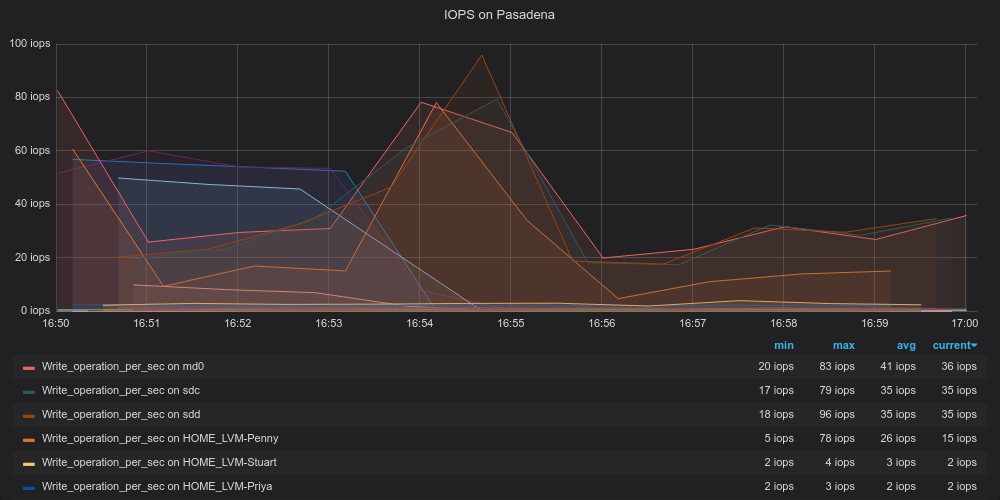 IOPS on Pasadena
100 iops
80 iops
60 iops
40 iops
20 iops
0 iops
16:50 16:51 16:52 16:53 16:54 16:55 16:56 16:57 16:58 16:59 17:00
min max avg current
Write_operation_per_sec on md0 20 iops 83 iops 41 iops 36 iops
Write_operation_per_sec on sdc 17 iops 79 iops 35 iops 35 iops
Write_operation_per_sec on sdd 18 iops 96 iops 35 iops 35 iops
Write_operation_per_sec on HOME_LVM-Penny 5 iops 78 iops 26 iops 15 iops
Write_operation_per_sec on HOME_LVM-Stuart 2 iops 4 iops 3 iops 2 iops
Write_operation_per_sec on HOME_LVM-Priya 2 iops 3 iops 2 iops 2 iops